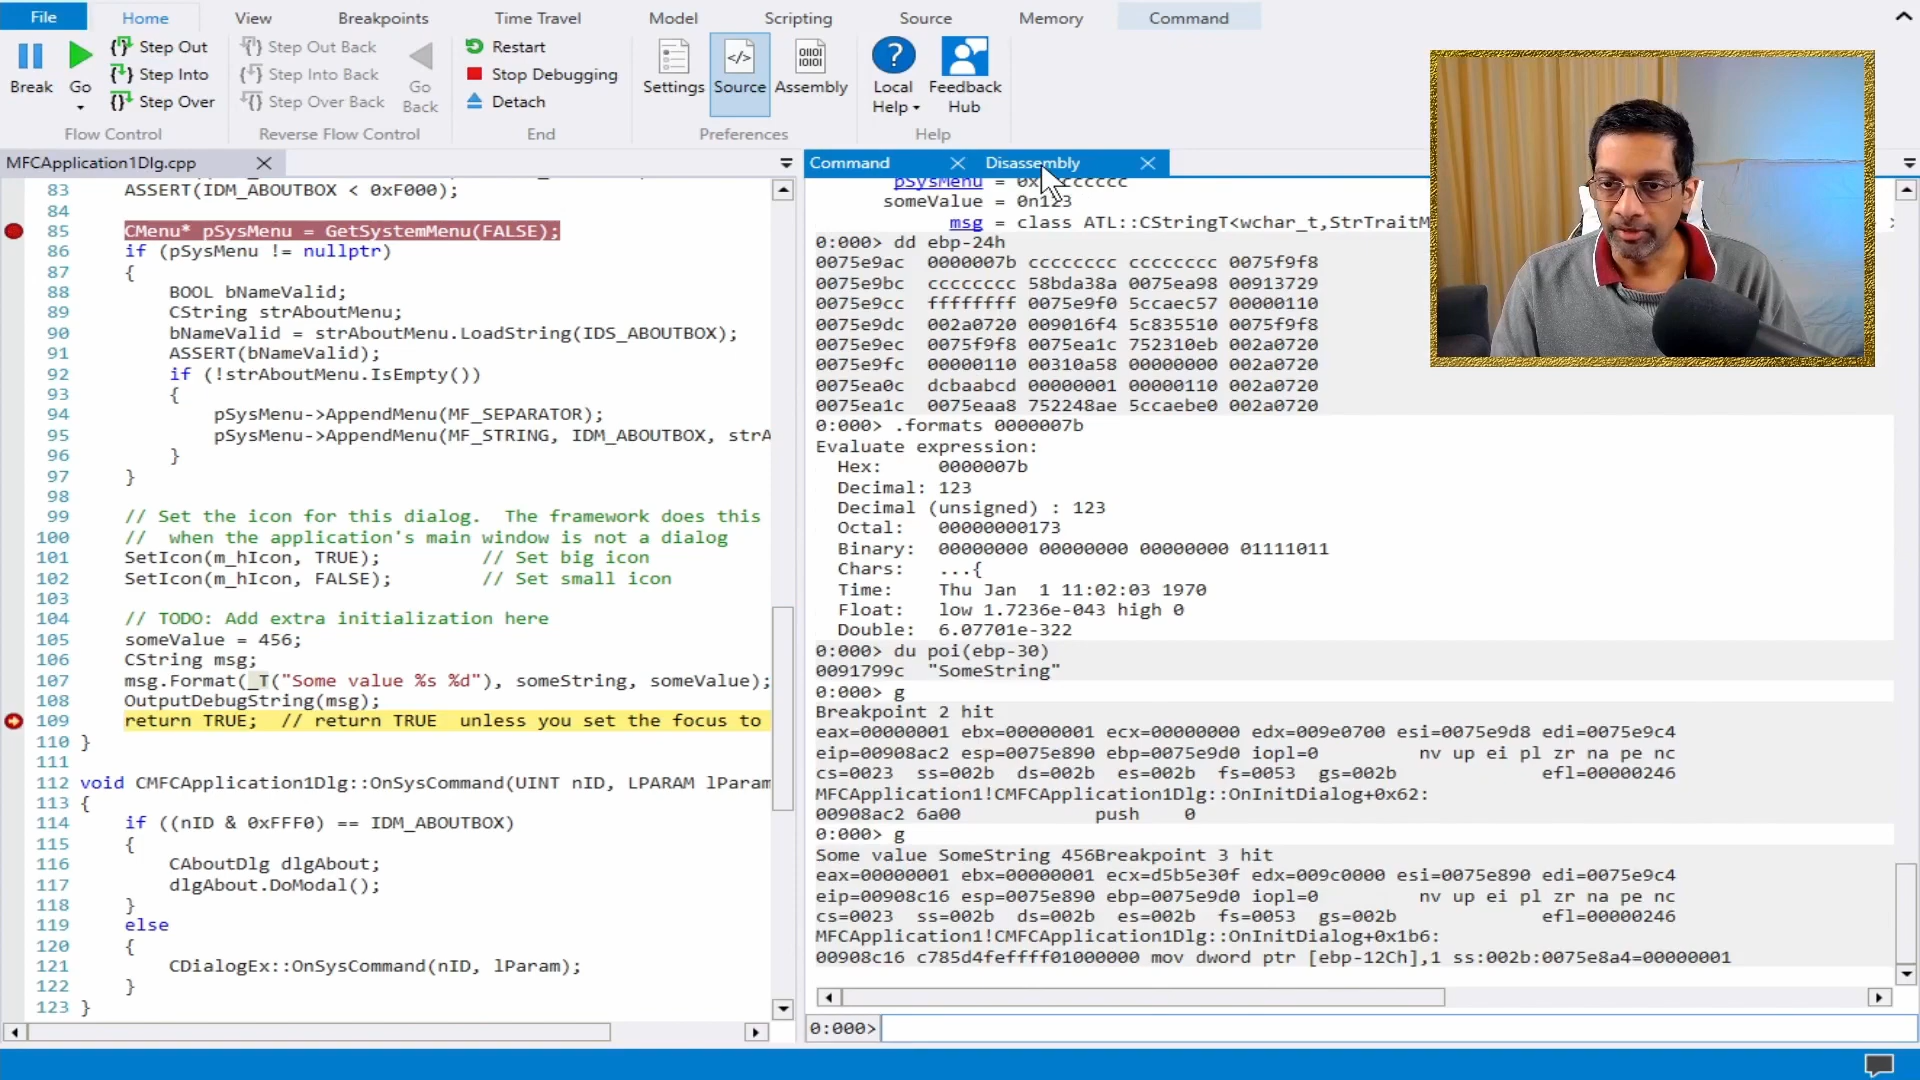 File Home View Breakpoints Time Travel Model Scripting Source Memory Command
Break
Go
Step Out
Step Into
Step Over
Flow Control
Step Out Back
Step Into Back
Step Over Back
Go Back
Reverse Flow Control
Restart
Stop Debugging
Detach
End
Settings
Source
Assembly
Preferences
Local Help
Feedback Hub
Help
MFCApplication1Dlg.cpp
83 ASSERT(IDM_ABOUTBOX < 0xF000);
84
85 CMenu* pSysMenu = GetSystemMenu(FALSE);
86 if (pSysMenu != nullptr)
87 {
88 BOOL bNameValid;
89 CString strAboutMenu;
90 bNameValid = strAboutMenu.LoadString(IDS_ABOUTBOX);
91 ASSERT(bNameValid);
92 if (!strAboutMenu.IsEmpty())
93 {
94 pSysMenu->AppendMenu(MF_SEPARATOR);
95 pSysMenu->AppendMenu(MF_STRING, IDM_ABOUTBOX, strA
96 }
97 }
98
99 // Set the icon for this dialog.  The framework does this
100 //  when the application's main window is not a dialog
101 SetIcon(m_hIcon, TRUE); // Set big icon
102 SetIcon(m_hIcon, FALSE); // Set small icon
103
104 // TODO: Add extra initialization here
105 someValue = 456;
106 CString msg;
107 msg.Format(_T("Some value %s %d"), someString, someValue);
108 OutputDebugString(msg);
109 return TRUE;  // return TRUE  unless you set the focus to
110 }
111
112 void CMFCApplication1Dlg::OnSysCommand(UINT nID, LPARAM lParam
113 {
114 if ((nID & 0xFFF0) == IDM_ABOUTBOX)
115 {
116 CAboutDlg dlgAbout;
117 dlgAbout.DoModal();
118 }
119 else
120 {
121 CDialogEx::OnSysCommand(nID, lParam);
122 }
123 }
Command Disassembly
pSysMenu = cccccc
someValue = 0n123
msg = class ATL::CStringT<wchar_t,StrTraitM
0:000> dd ebp-24h
0075e9ac  0000007b cccccccc cccccccc 0075f9f8
0075e9bc  cccccccc 58bda38a 0075ea98 00913729
0075e9cc  ffffffff 0075e9f0 5ccaec57 00000110
0075e9dc  002a0720 009016f4 5c835510 0075f9f8
0075e9ec  0075f9f8 0075ea1c 752310eb 002a0720
0075e9fc  00000110 00310a58 00000000 00000000
0075ea0c  dcbaabcd 00000001 00000110 002a0720
0075ea1c  0075eaa8 752248ae 5ccaebe0 002a0720
0:000> .formats 0000007b
Evaluate expression:
Hex: 0000007b
Decimal: 123
Decimal (unsigned) : 123
Octal: 00000000173
Binary: 00000000 00000000 00000000 01111011
Chars: ...{
Time: Thu Jan  1 11:02:03 1970
Float: low 1.7236e-043 high 0
Double: 6.07701e-322
0:000> du poi(ebp-30)
0091799c  "SomeString"
0:000> g
Breakpoint 2 hit
eax=00000001 ebx=00000001 ecx=00000000 edx=009e0700 esi=0075e9d8 edi=0075e9c4
eip=00908ac2 esp=0075e890 ebp=0075e9d0 iopl=0 nv up ei pl zr na pe nc
cs=0023  ss=002b  ds=002b  es=002b  fs=0053  gs=002b efl=00000246
MFCApplication1!CMFCApplication1Dlg::OnInitDialog+0x62:
00908ac2 6a00 push 0
0:000> g
Some value SomeString 456Breakpoint 3 hit
eax=00000001 ebx=00000001 ecx=d5b5e30f edx=009c0000 esi=0075e890 edi=0075e9c4
eip=00908c16 esp=0075e890 ebp=0075e9d0 iopl=0 nv up ei pl zr na pe nc
cs=0023  ss=002b  ds=002b  es=002b  fs=0053  gs=002b efl=00000246
MFCApplication1!CMFCApplication1Dlg::OnInitDialog+0x1b6:
00908c16 c785d4feffff01000000 mov dword ptr [ebp-12Ch],1 ss:002b:0075e8a4=00000001
0:000>